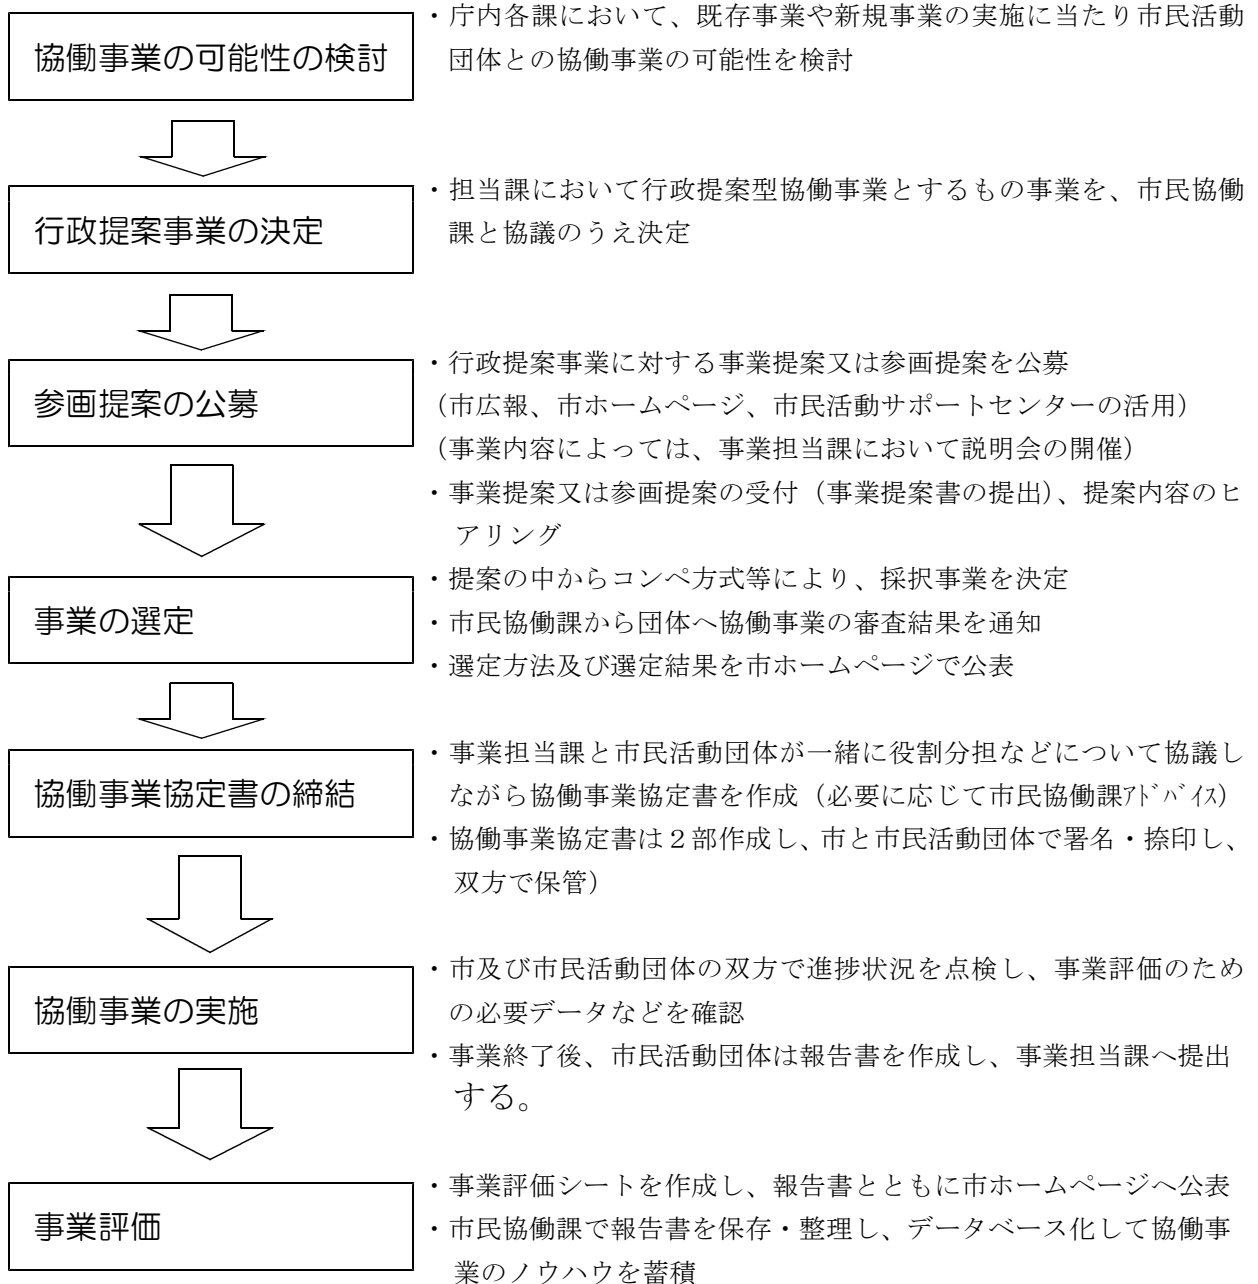 協働事業の可能性の検討
・庁内各課において、既存事業や新規事業の実施に当たり市民活動
団体との協働事業の可能性を検討
行政提案事業の決定
・担当課において行政提案型協働事業とするもの事業を、市民協働
課と協議のうえ決定
参画提案の公募
・行政提案事業に対する事業提案又は参画提案を公募
（市広報、市ホームページ、市民活動サポートセンターの活用）
（事業内容によっては、事業担当課において説明会の開催）
・事業提案又は参画提案の受付（事業提案書の提出）、提案内容のヒ
アリング
事業の選定
・提案の中からコンペ方式等により、採択事業を決定
・市民協働課から団体へ協働事業の審査結果を通知
・選定方法及び選定結果を市ホームページで公表
協働事業協定書の締結
・事業担当課と市民活動団体が一緒に役割分担などについて協議し
ながら協働事業協定書を作成（必要に応じて市民協働課ｱﾄﾞﾊﾞｲｽ）
・協働事業協定書は２部作成し、市と市民活動団体で署名・捺印し、
双方で保管）
協働事業の実施
・市及び市民活動団体の双方で進捗状況を点検し、事業評価のため
の必要データなどを確認
・事業終了後、市民活動団体は報告書を作成し、事業担当課へ提出
する。
事業評価
・事業評価シートを作成し、報告書とともに市ホームページへ公表
・市民協働課で報告書を保存・整理し、データベース化して協働事
業のノウハウを蓄積